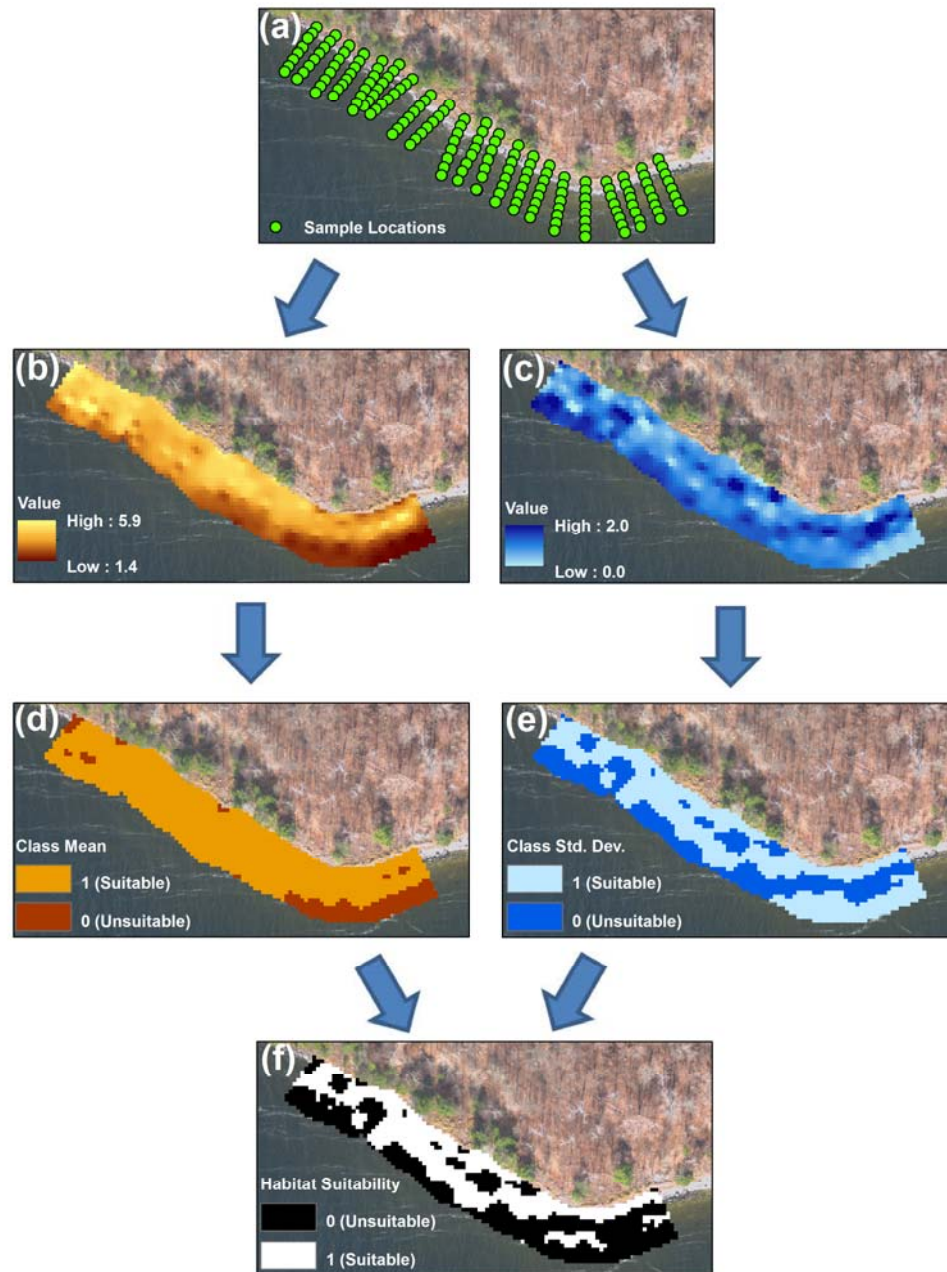 (a)
Sample Locations
(b)
Value
High : 5.9
Low : 1.4
(c)
Value
High : 2.0
Low : 0.0
(d)
Class Mean
1 (Suitable)
0 (Unsuitable)
(e)
Class Std. Dev.
1 (Suitable)
0 (Unsuitable)
(f)
Habitat Suitability
0 (Unsuitable)
1 (Suitable)